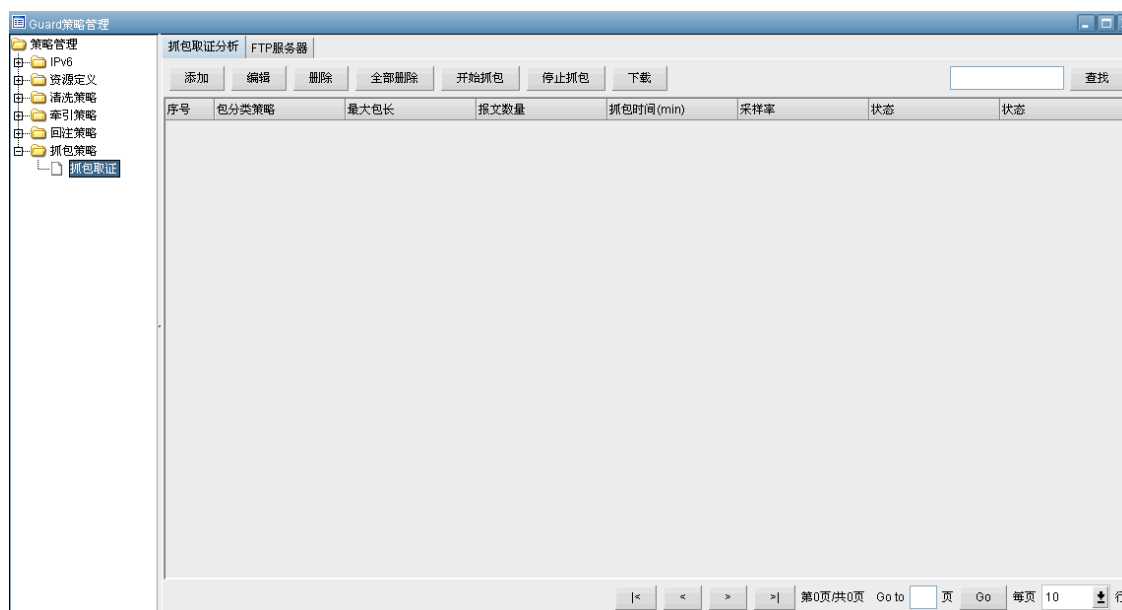 Guard策略管理
策略管理
IPv6
资源定义
清洗策略
牵引策略
回注策略
抓包策略
抓包取证
抓包取证分析 FTP服务器
添加 编辑 删除 全部删除 开始抓包 停止抓包 下载 查找
序号 包分类策略 最大包长 报文数量 抓包时间(min) 采样率 状态 状态
|< < > >| 第0页/共0页 Go to 页 Go 每页 10 行